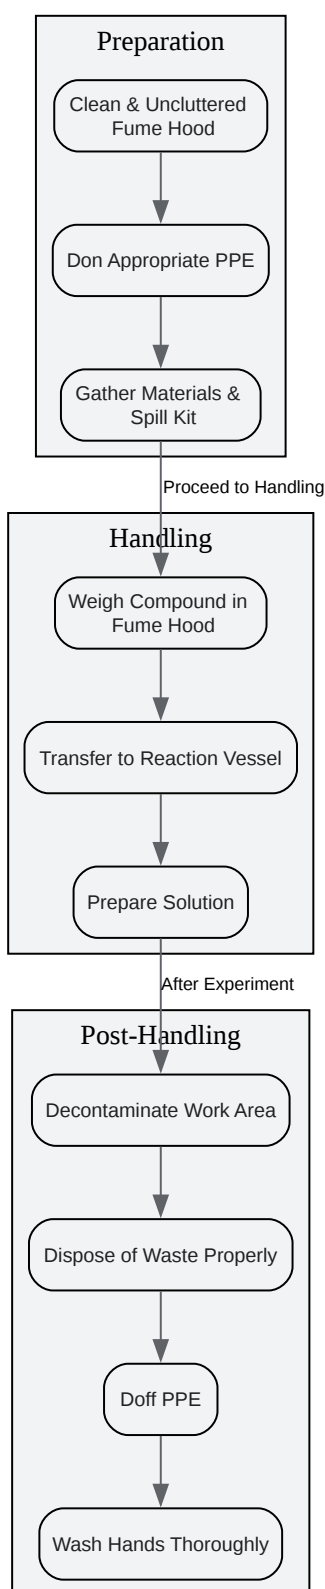 Preparation
Clean & Uncluttered
Fume Hood
Don Appropriate PPE
Gather Materials &
Spill Kit
Proceed to Handling
Handling
Weigh Compound in
Fume Hood
Transfer to Reaction Vessel
Prepare Solution
After Experiment
Post-Handling
Decontaminate Work Area
Dispose of Waste Properly
Doff PPE
Wash Hands Thoroughly